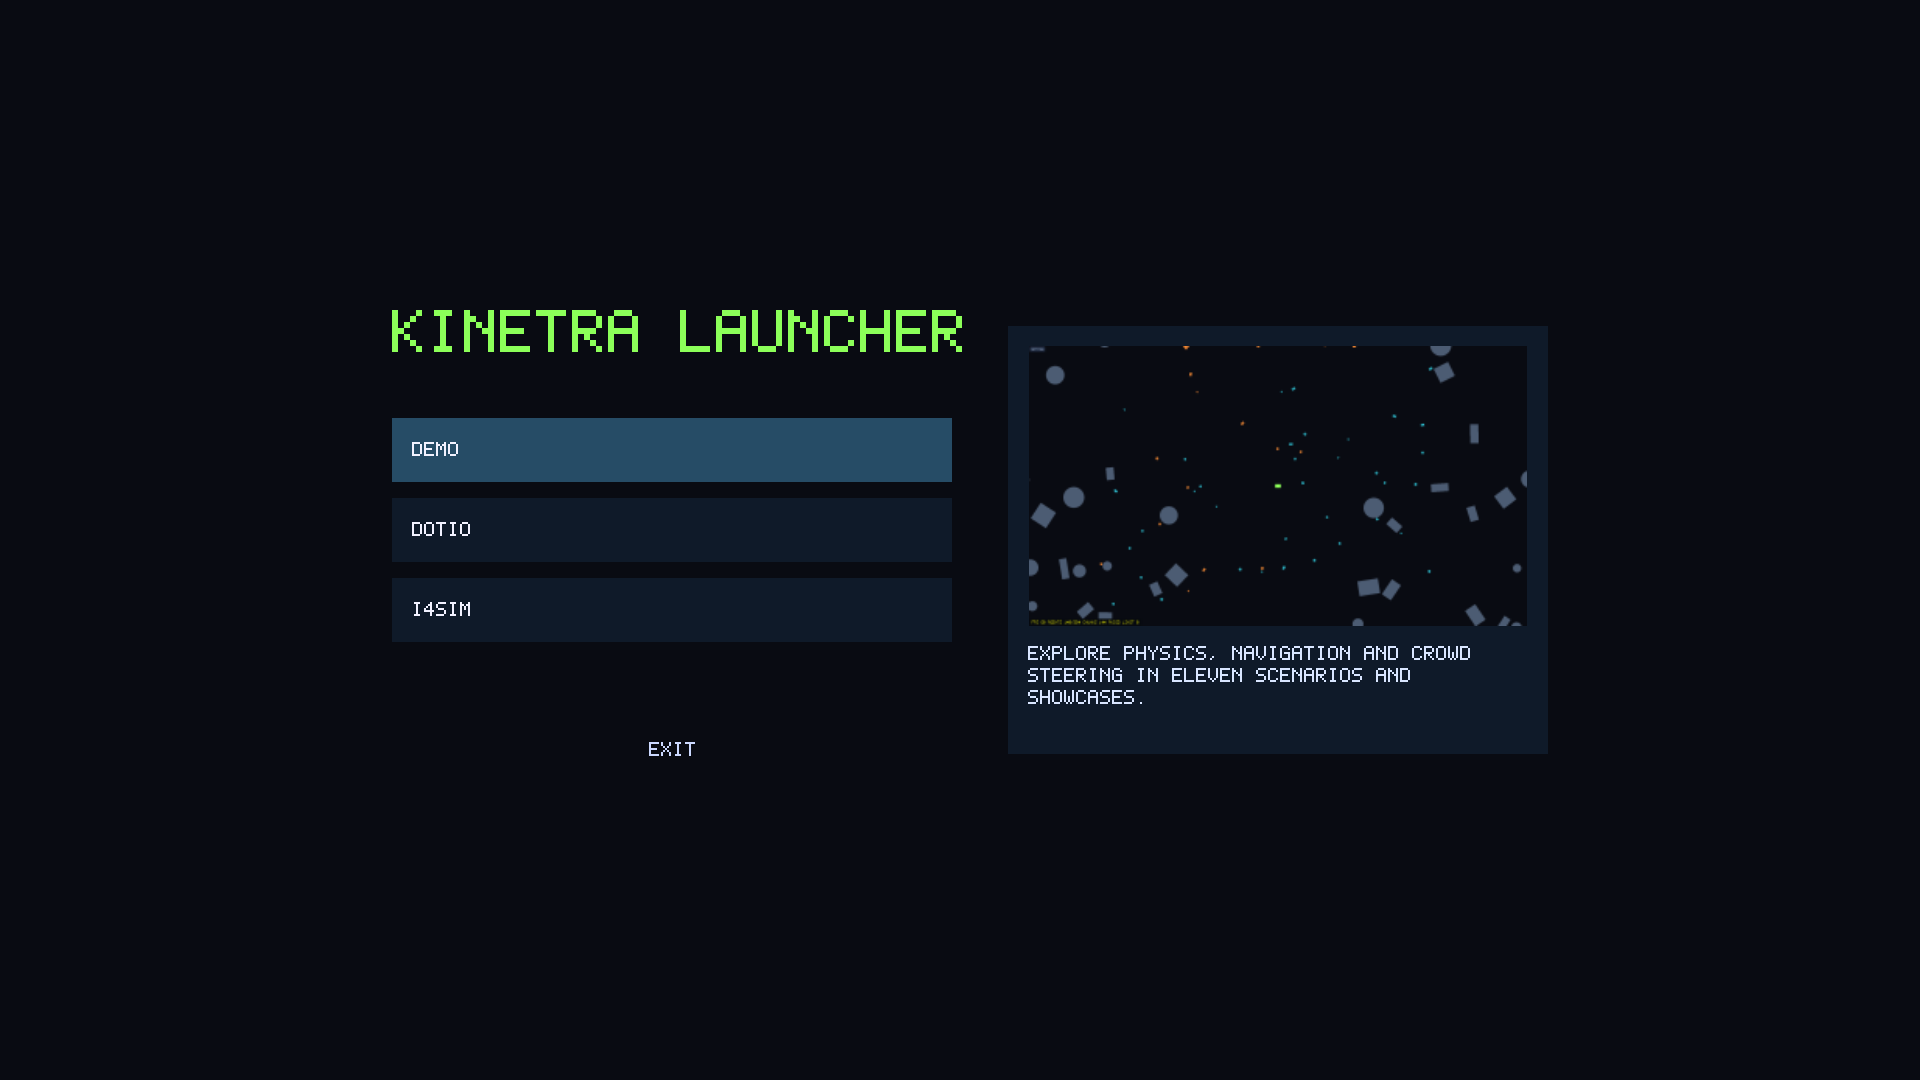 KINETRA LAUNCHER
DEMO
DOTIO
I4SIM
EXIT
EXPLORE PHYSICS, NAVIGATION AND CROWD
STEERING IN ELEVEN SCENARIOS AND
SHOWCASES.